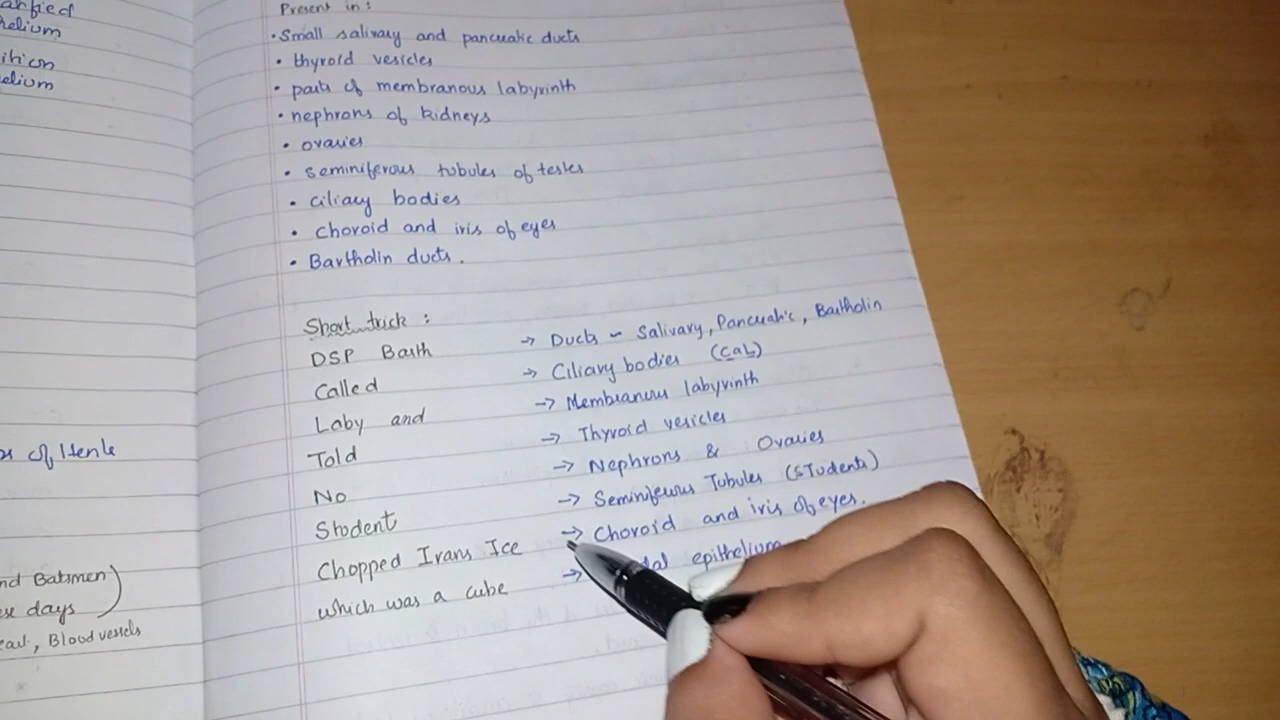 helium
elium
s of Henle
nd Batsmen)
se days
Blood vessels
Present in:
• Small salivary and pancreatic ducts
• thyroid vesicles
• parts of membranous labyrinth
• nephrons of kidneys
• ovaries
• seminiferous tubules of testes
• ciliary bodies
• choroid and iris of eyes
• Bartholin ducts.
Short trick:
DSP Barth → Ducts - Salivary, Pancreatic, Bartholin
Called → Ciliary bodies (CaL)
Laby and → Membranous labyrinth
Told → Thyroid vesicles
No → Nephrons & Ovaries
Student → Seminiferous Tubules (STudents)
Chopped Irans Ice → Choroid and iris of eyes.
which was a cube → dal epithelium